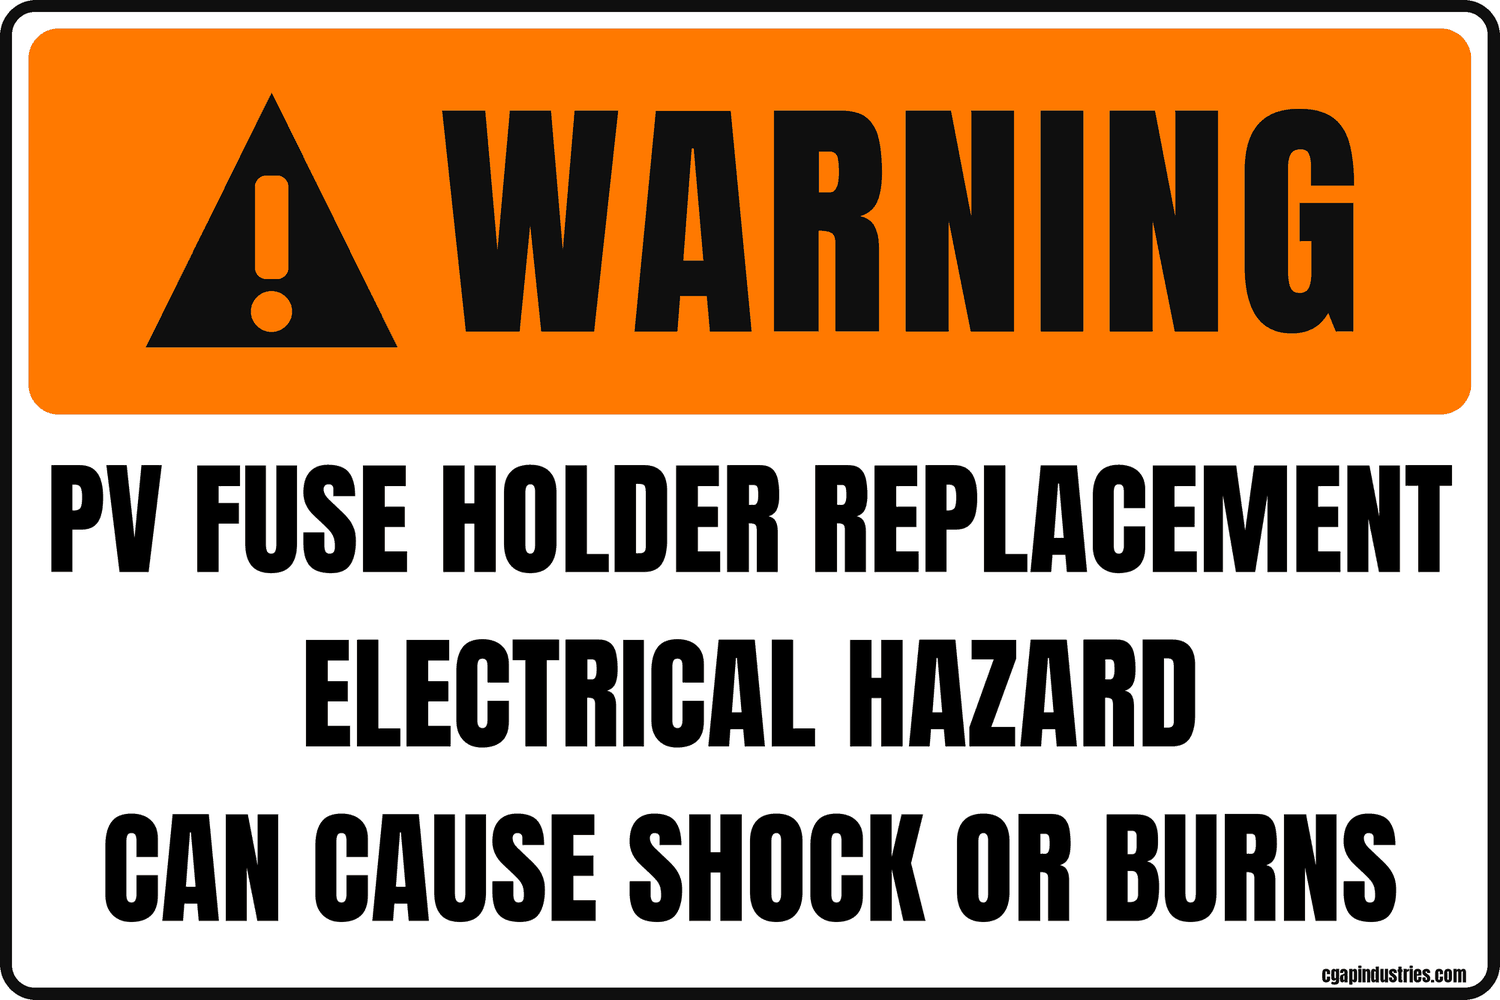 WARNING
PV FUSE HOLDER REPLACEMENT
ELECTRICAL HAZARD
CAN CAUSE SHOCK OR BURNS
cgapindustries.com